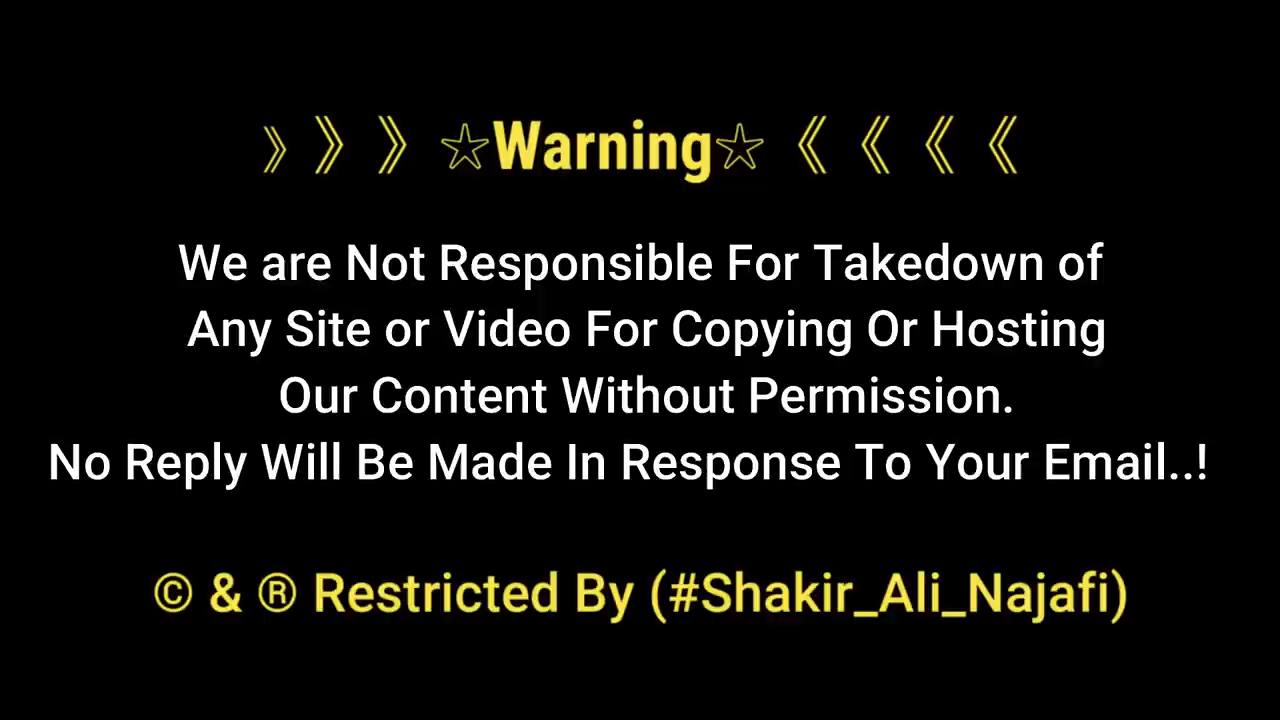 》》》☆Warning☆《《《《
We are Not Responsible For Takedown of
Any Site or Video For Copying Or Hosting
Our Content Without Permission.
No Reply Will Be Made In Response To Your Email..!
© & ® Restricted By (#Shakir_Ali_Najafi)